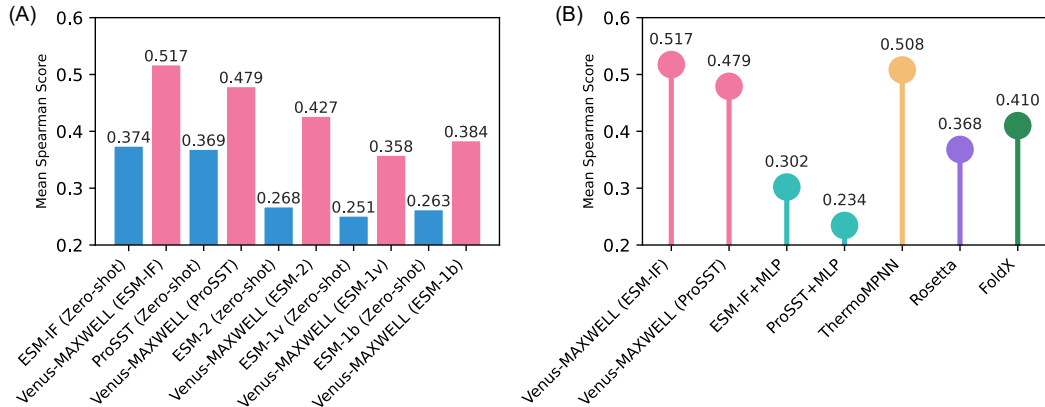 (A)
Mean Spearman Score
0.6
0.5
0.4
0.3
0.2
0.374
0.517
0.369
0.479
0.268
0.427
0.251
0.358
0.263
0.384
ESM-IF (Zero-shot)
Venus-MAXWELL (ESM-IF)
ProSST (Zero-shot)
Venus-MAXWELL (ProSST)
ESM-2 (zero-shot)
Venus-MAXWELL (ESM-2)
ESM-1v (Zero-shot)
Venus-MAXWELL (ESM-1v)
ESM-1b (Zero-shot)
Venus-MAXWELL (ESM-1b)
(B)
Mean Spearman Score
0.6
0.5
0.4
0.3
0.2
0.517
0.479
0.302
0.234
0.508
0.368
0.410
Venus-MAXWELL (ESM-IF)
Venus-MAXWELL (ProSST)
ESM-IF+MLP
ProSST+MLP
ThermoMPNN
Rosetta
FoldX